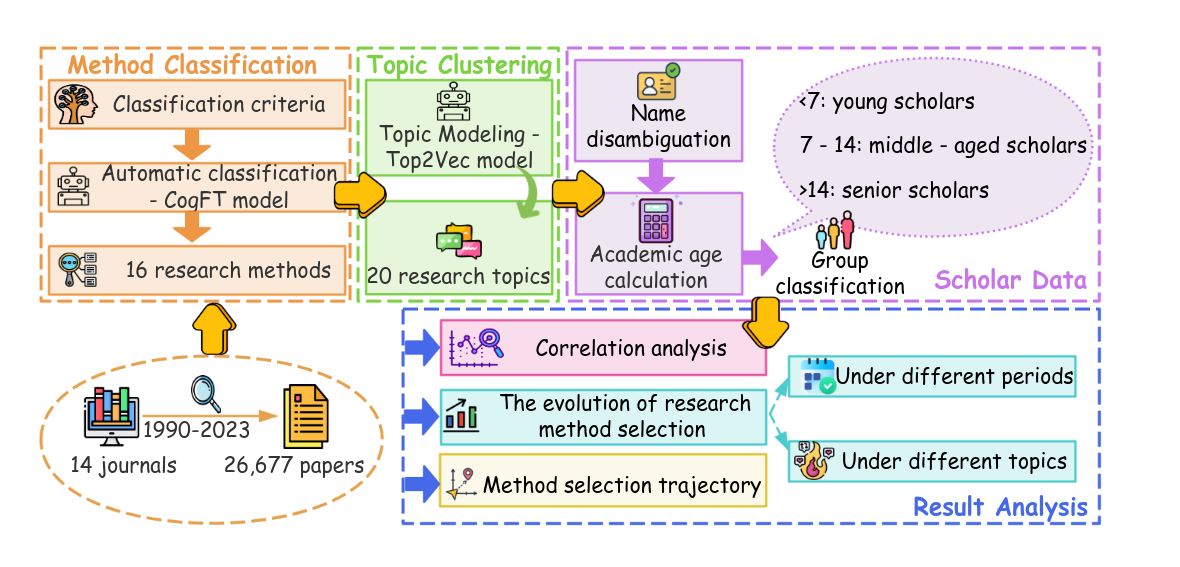 Method Classification
Classification criteria
Automatic classification
- CogFT model
16 research methods
Topic Clustering
Topic Modeling -
Top2Vec model
20 research topics
Name
disambiguation
Academic age
calculation
<7: young scholars
7 - 14: middle - aged scholars
>14: senior scholars
Group
classification
Scholar Data
1990-2023
14 journals
26,677 papers
Correlation analysis
The evolution of research
method selection
Method selection trajectory
Under different periods
Under different topics
Result Analysis